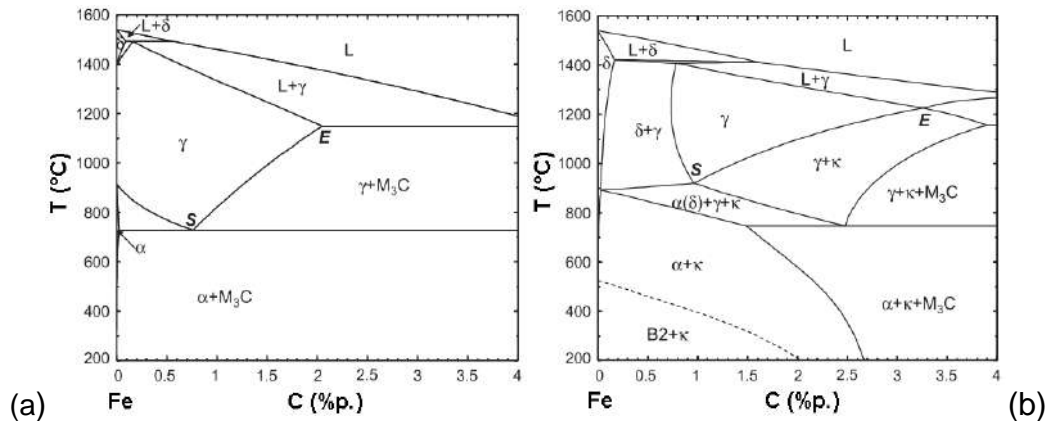 1600
1400
1200
1000
800
600
400
200
T (°C)
L+δ
δ
L
L+γ
γ
E
S
γ+M₃C
α
α+M₃C
0 0.5 1 1.5 2 2.5 3 3.5 4
Fe C (%p.)
(a)
1600
1400
1200
1000
800
600
400
200
T (°C)
L+δ
δ
L
L+γ
δ+γ
γ
E
S
γ+κ
γ+κ+M₃C
α(δ)+γ+κ
α+κ
α+κ+M₃C
B2+κ
0 0.5 1 1.5 2 2.5 3 3.5 4
Fe C (%p.)
(b)